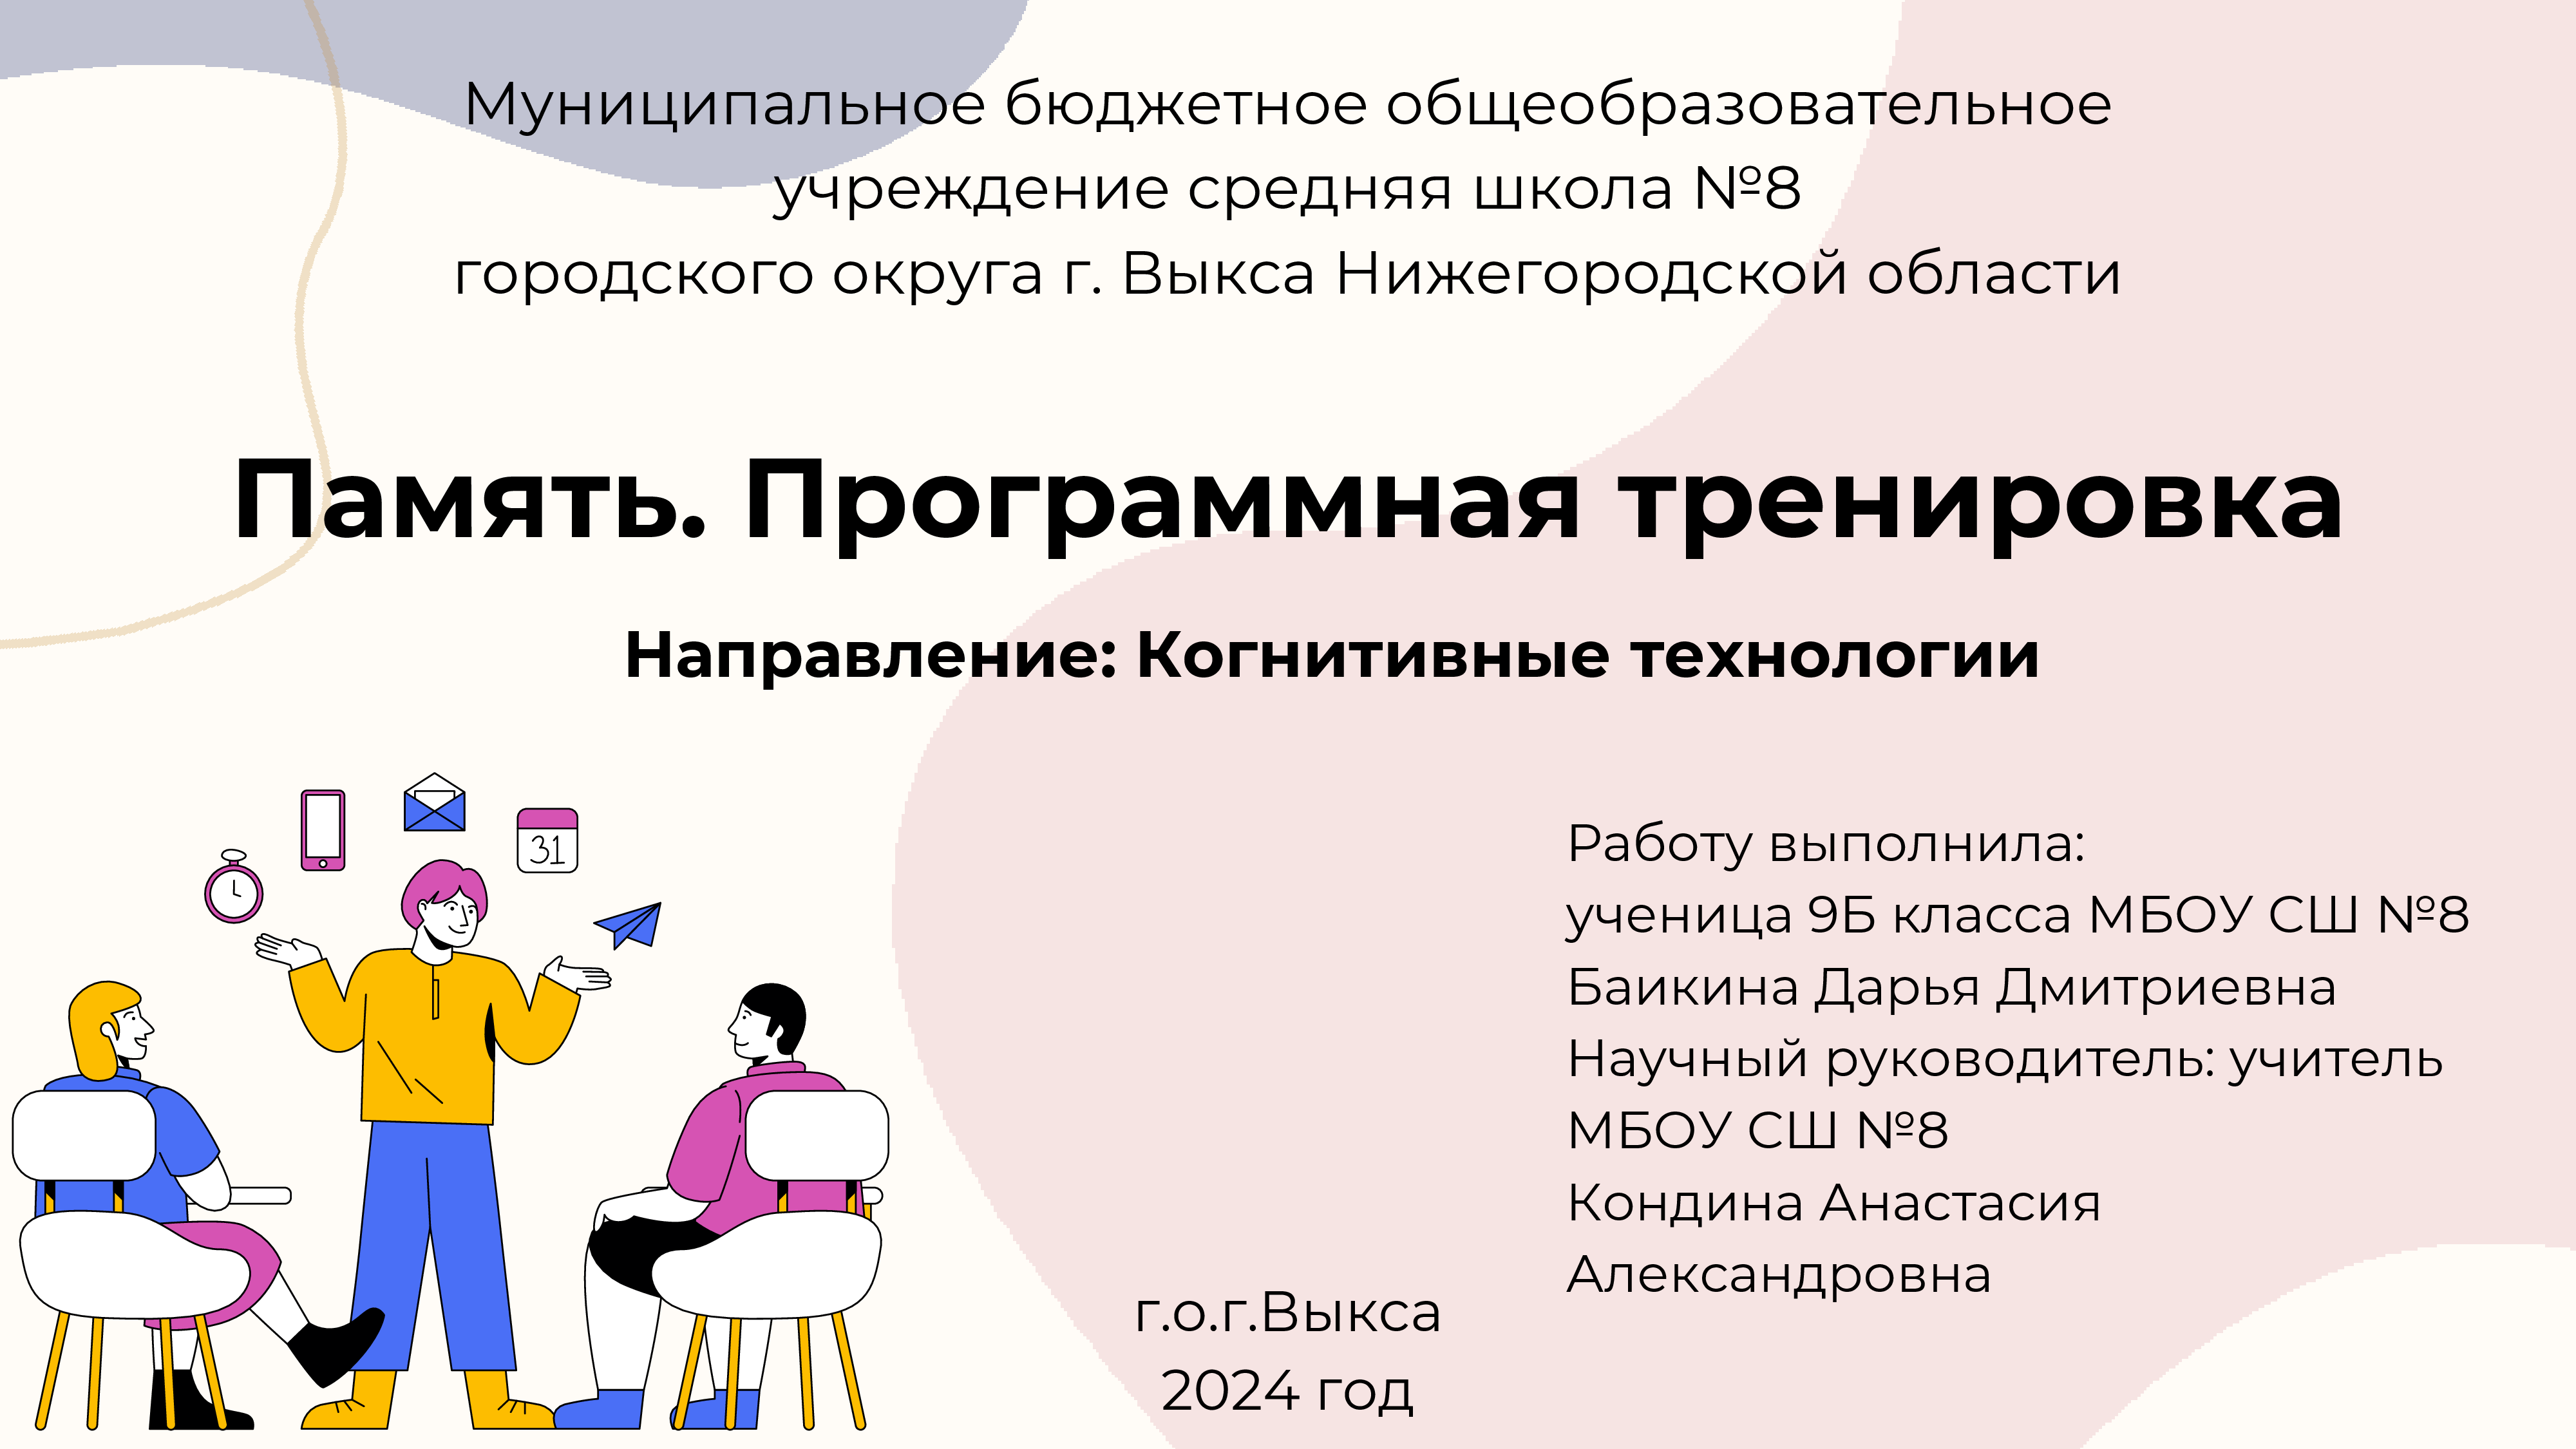 Муниципальное бюджетное общеобразовательное
учреждение средняя школа №8
городского округа г. Выкса Нижегородской области
Память. Программная тренировка
Направление: Когнитивные технологии
31
Работу выполнила:
ученица 9Б класса МБОУ СШ №8
Баикина Дарья Дмитриевна
Научный руководитель: учитель
МБОУ СШ №8
Кондина Анастасия
Александровна
г.о.г.Выкса
2024 год